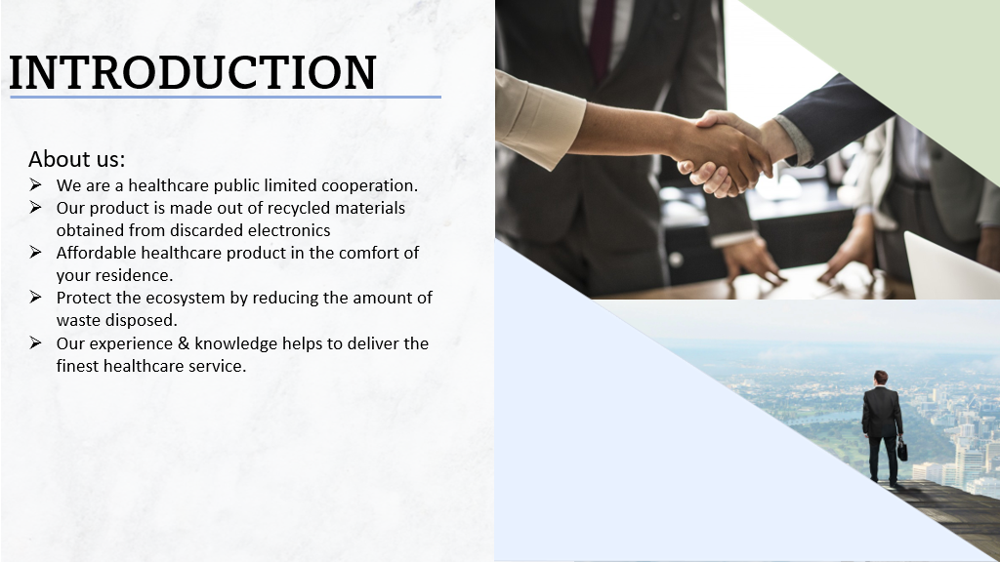 INTRODUCTION
About us:
➢ We are a healthcare public limited cooperation.
➢ Our product is made out of recycled materials
obtained from discarded electronics
➢ Affordable healthcare product in the comfort of
your residence.
➢ Protect the ecosystem by reducing the amount of
waste disposed.
➢ Our experience & knowledge helps to deliver the
finest healthcare service.